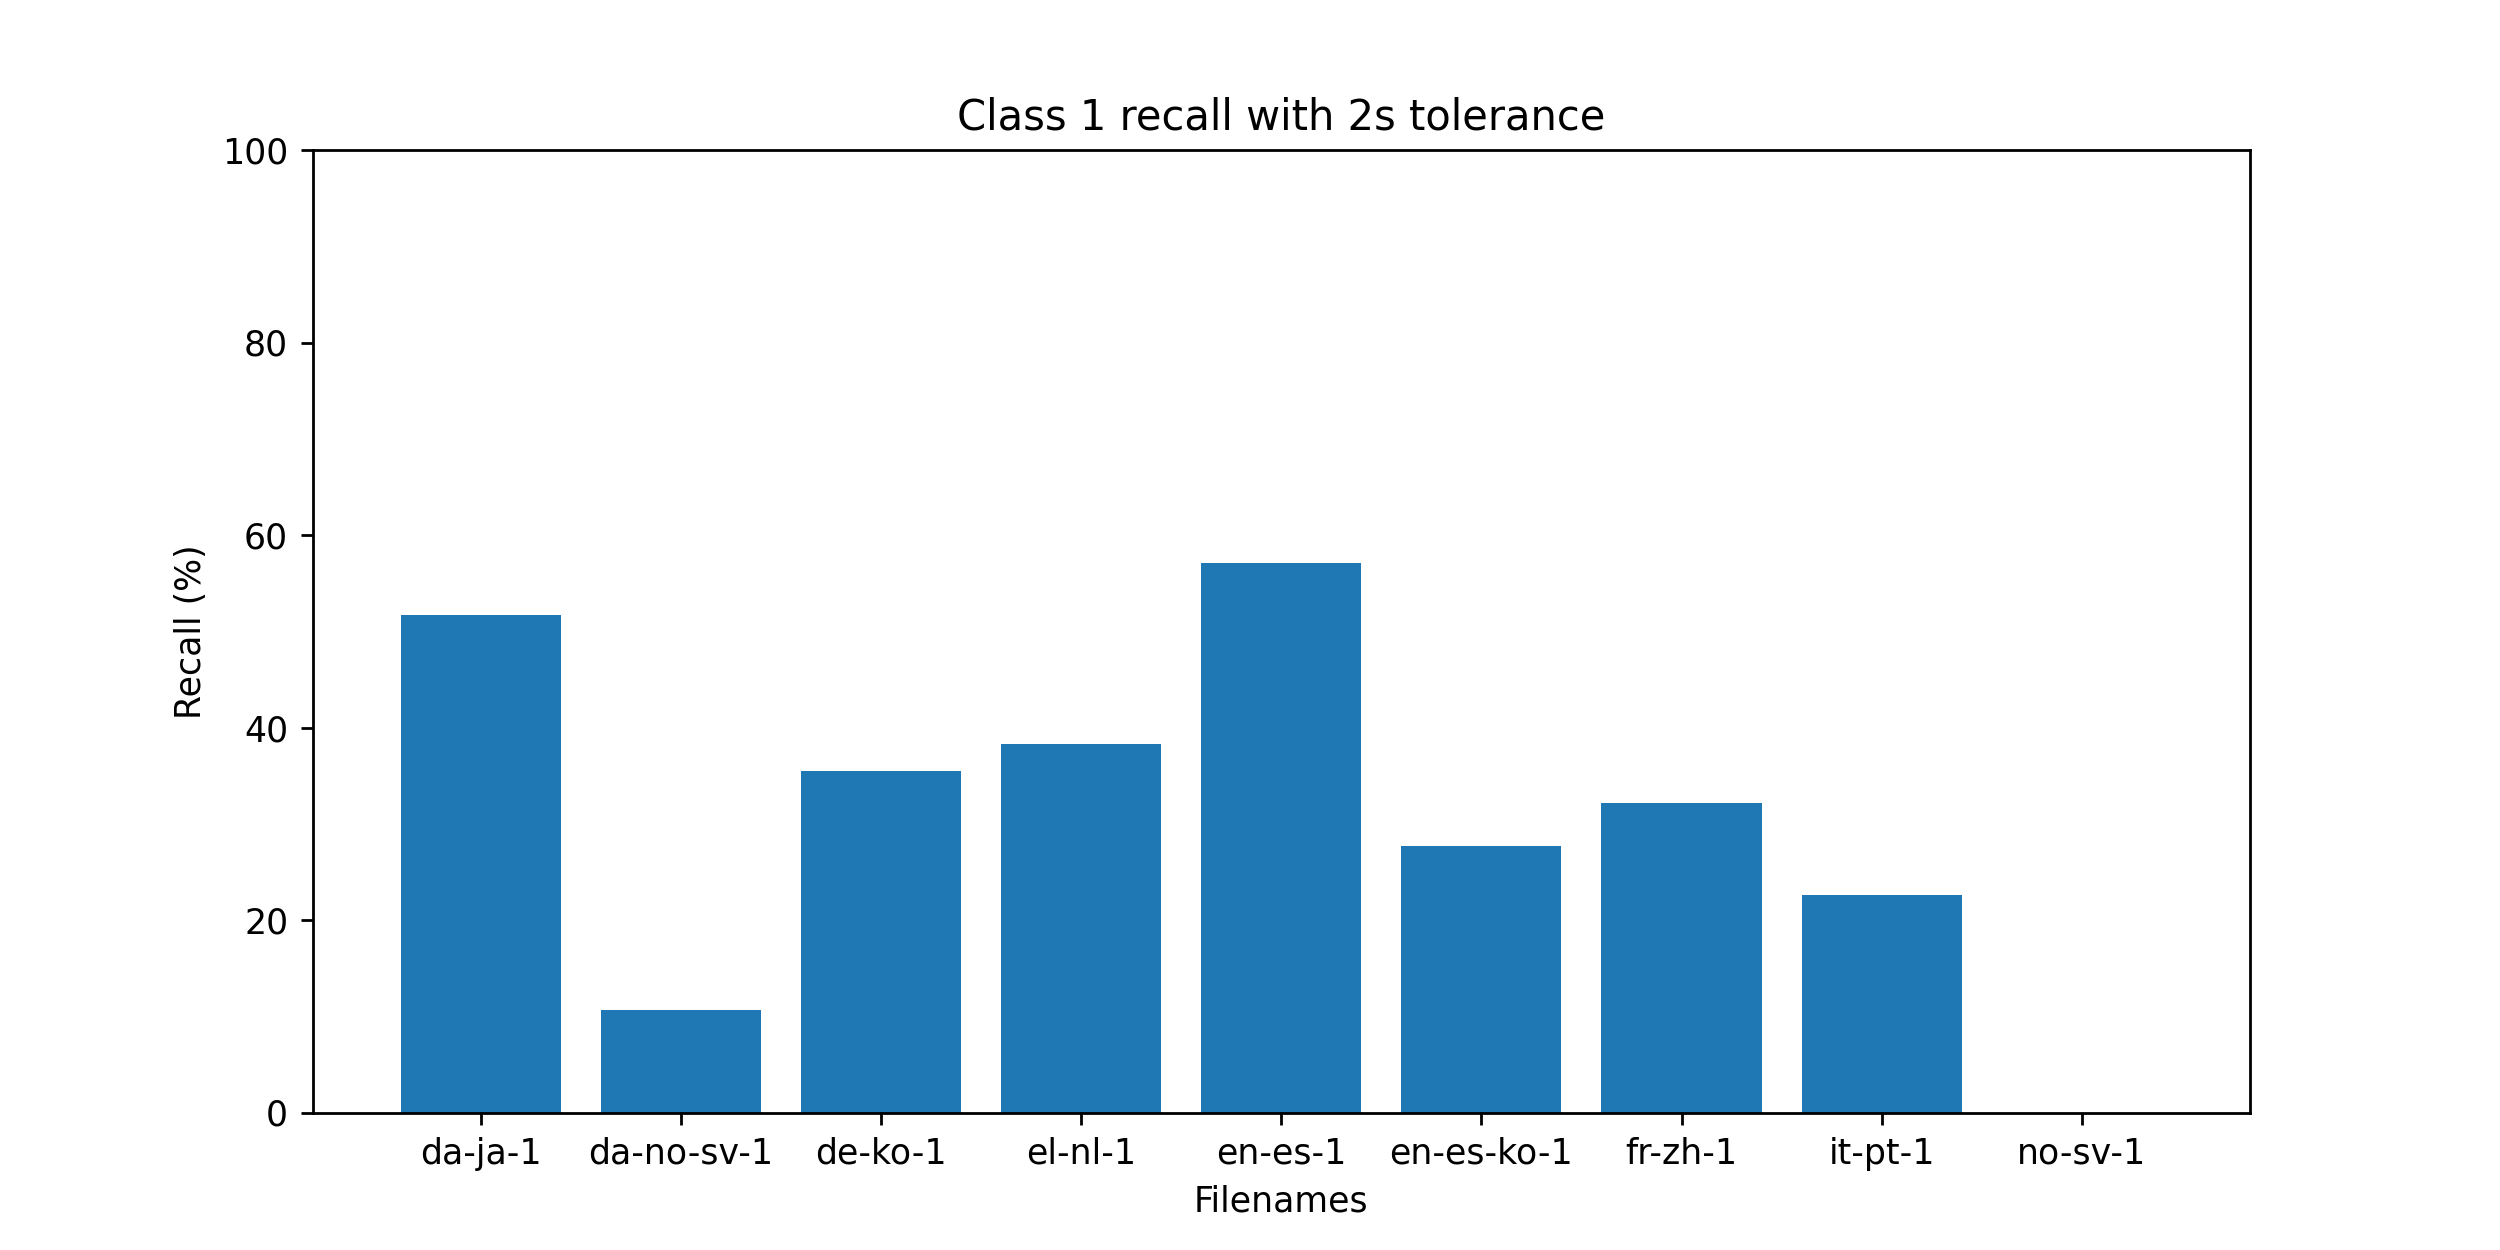 Class 1 recall with 2s tolerance
100
80
60
40
20
0
Recall (%)
da-ja-1 da-no-sv-1 de-ko-1 el-nl-1 en-es-1 en-es-ko-1 fr-zh-1 it-pt-1 no-sv-1
Filenames